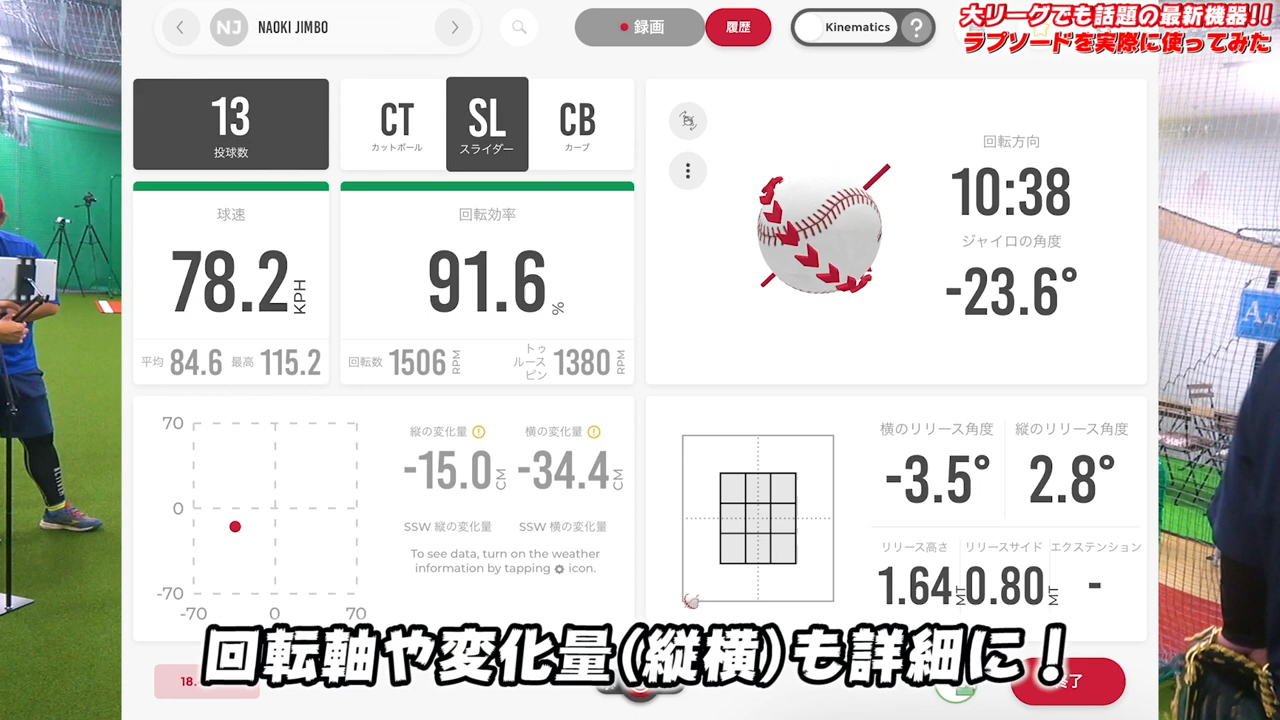 NJ NAOKI JIMBO
録画
履歴
Kinematics ?
大リーグでも話題の最新機器!!
ラプソードを実際に使ってみた
13
投球数
CT
カットボール
SL
スライダー
CB
カーブ
球速
78.2 KPH
平均 84.6 最高 115.2
回転効率
91.6 %
回転数 1506 RPM
トゥルースピン 1380 RPM
回転方向
10:38
ジャイロの角度
-23.6°
70
0
-70
-70 0 70
縦の変化量
-15.0 CM
横の変化量
-34.4 CM
SSW 縦の変化量 SSW 横の変化量
To see data, turn on the weather
information by tapping icon.
横のリリース角度
-3.5°
縦のリリース角度
2.8°
リリース高さ
1.64 MT
リリースサイド
0.80 MT
エクステンション
-
回転軸や変化量(縦横)も詳細に!
18.
了